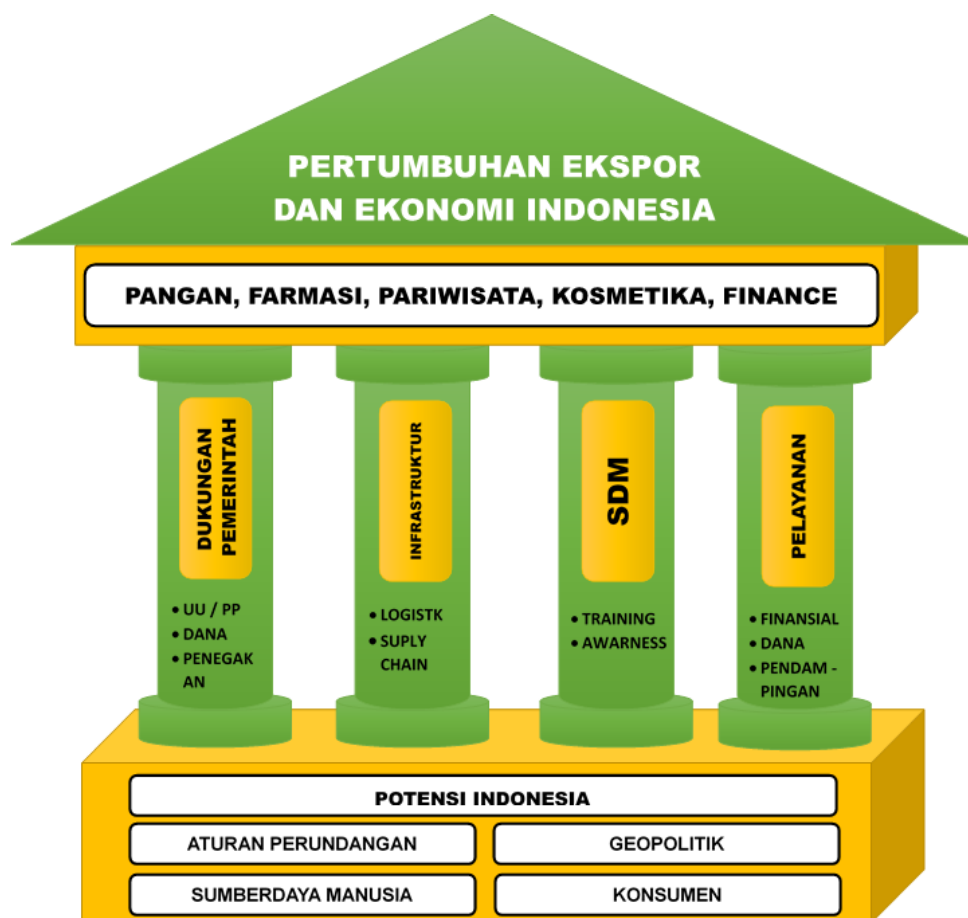 PERTUMBUHAN EKSPOR
DAN EKONOMI INDONESIA
PANGAN, FARMASI, PARIWISATA, KOSMETIKA, FINANCE
DUKUNGAN
PEMERINTAH
• UU / PP
• DANA
• PENEGAK
AN
INFRASTRUKTUR
• LOGISTK
• SUPLY
CHAIN
SDM
• TRAINING
• AWARNESS
PELAYANAN
• FINANSIAL
• DANA
• PENDAM -
PINGAN
POTENSI INDONESIA
ATURAN PERUNDANGAN
GEOPOLITIK
SUMBERDAYA MANUSIA
KONSUMEN